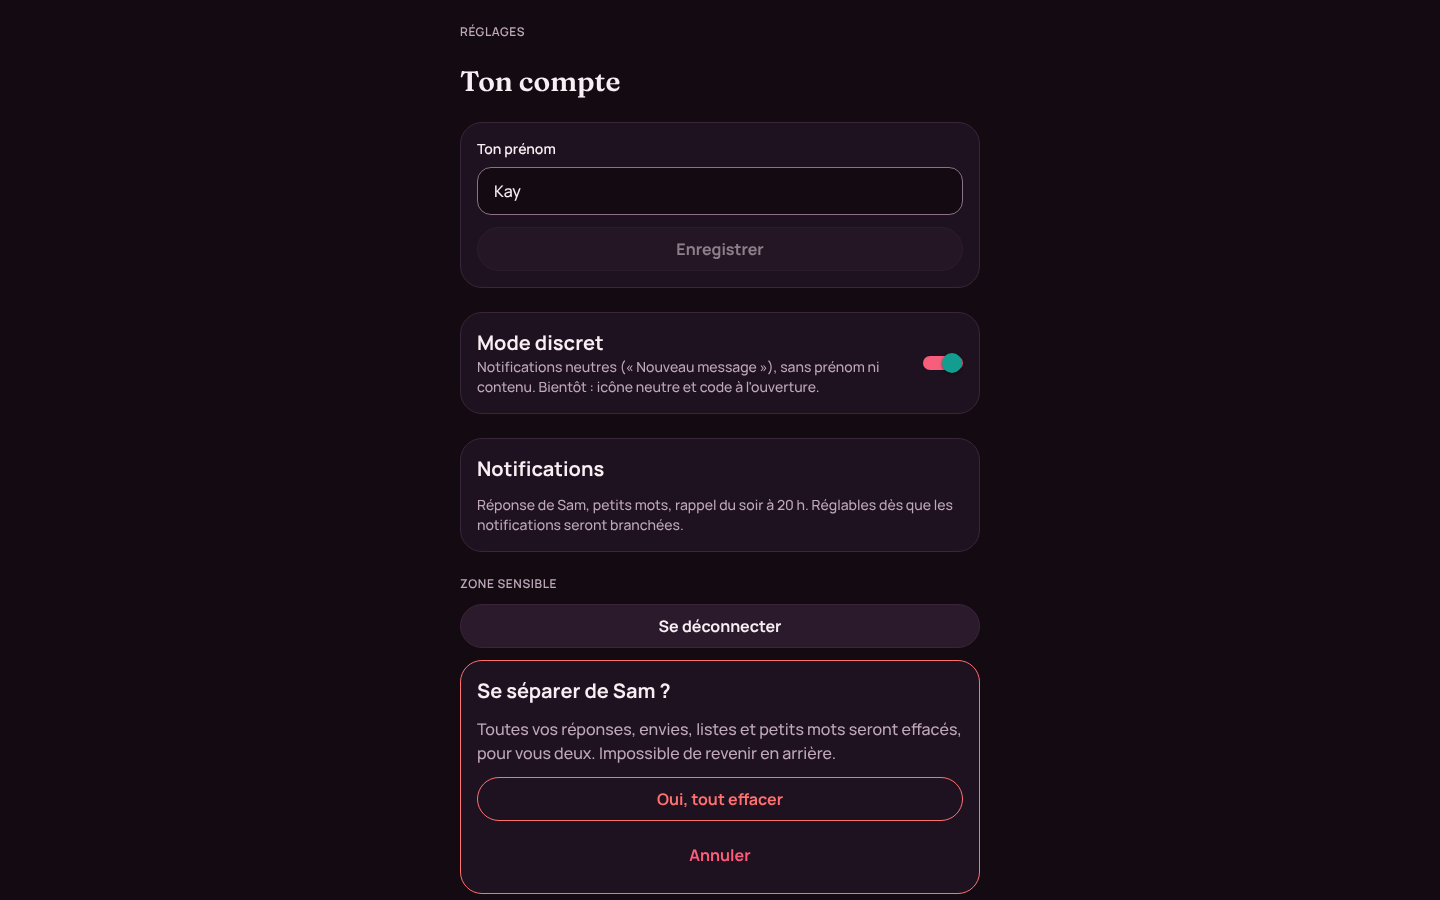 RÉGLAGES
Ton compte
Ton prénom
Kay
Enregistrer
Mode discret
Notifications neutres (« Nouveau message »), sans prénom ni
contenu. Bientôt : icône neutre et code à l'ouverture.
Notifications
Réponse de Sam, petits mots, rappel du soir à 20 h. Réglables dès que les
notifications seront branchées.
ZONE SENSIBLE
Se déconnecter
Se séparer de Sam ?
Toutes vos réponses, envies, listes et petits mots seront effacés,
pour vous deux. Impossible de revenir en arrière.
Oui, tout effacer
Annuler